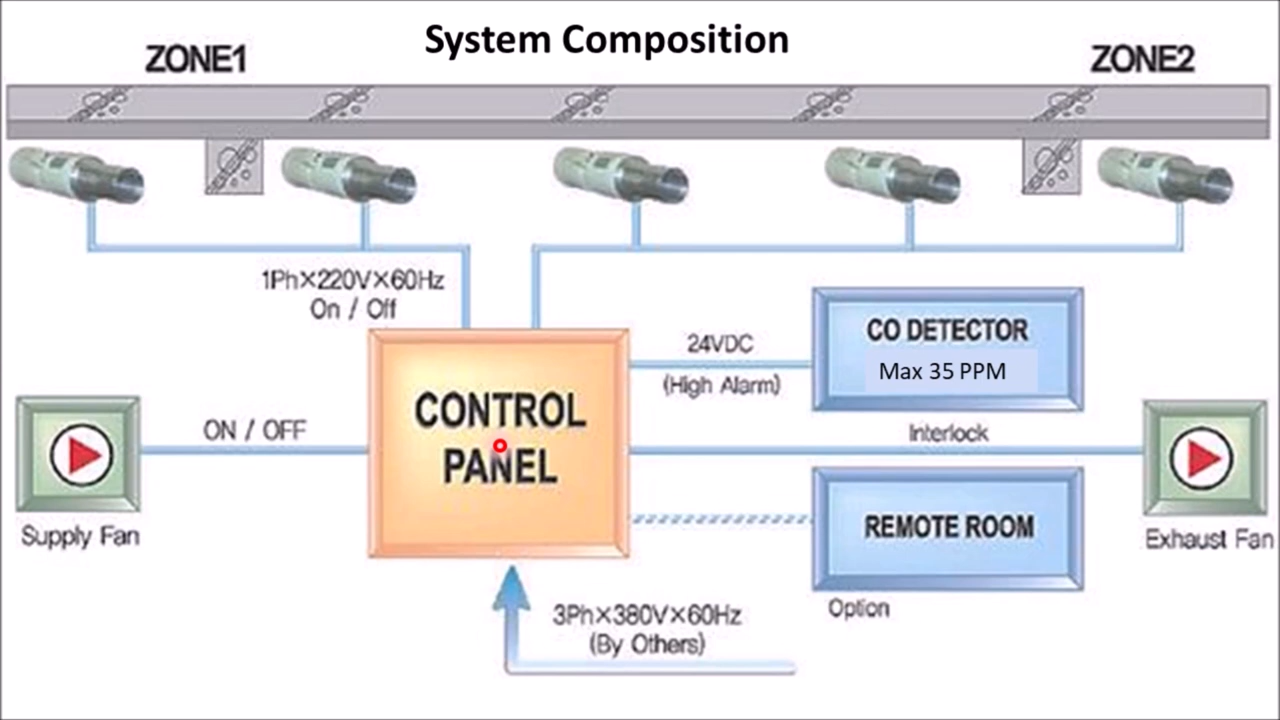 System Composition
ZONE1
ZONE2
1Ph×220V×60Hz
On / Off
24VDC
(High Alarm)
CO DETECTOR
Max 35 PPM
CONTROL
PANEL
ON / OFF
Interlock
Supply Fan
REMOTE ROOM
Exhaust Fan
Option
3Ph×380V×60Hz
(By Others)